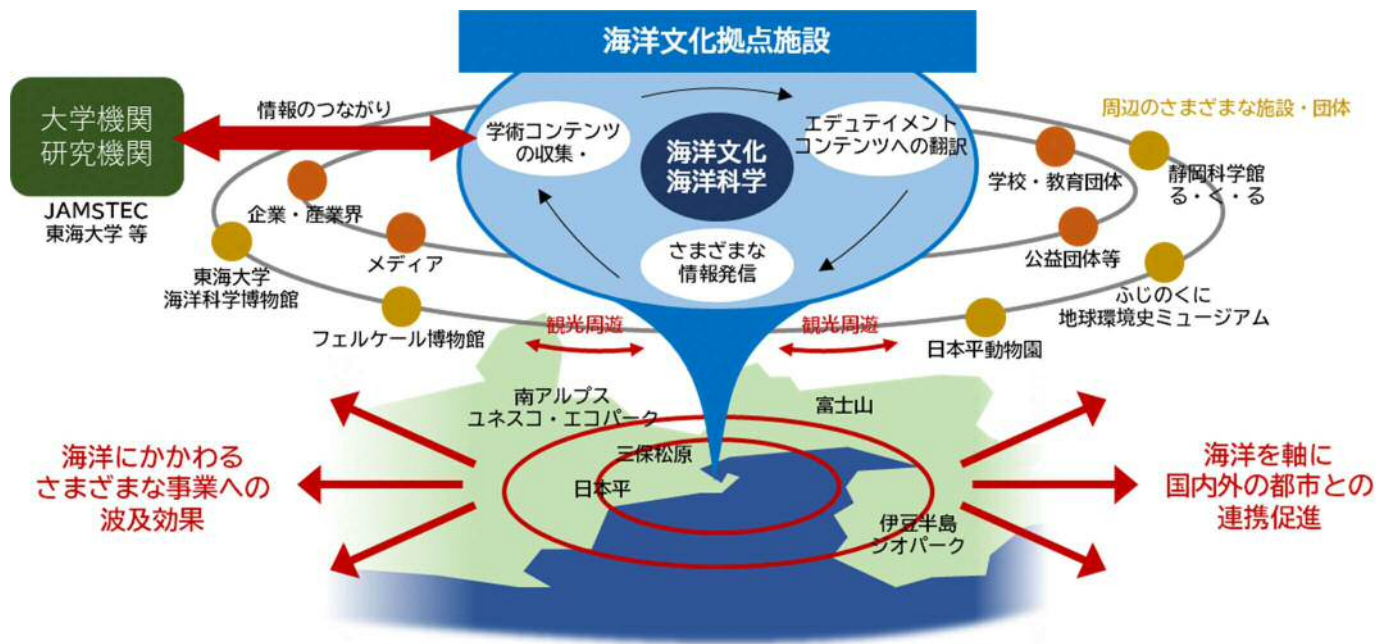 海洋文化拠点施設
大学機関
研究機関
JAMSTEC
東海大学 等
情報のつながり
学術コンテンツ
の収集・
海洋文化
海洋科学
エデュテイメント
コンテンツへの翻訳
さまざまな
情報発信
周辺のさまざまな施設・団体
企業・産業界
メディア
東海大学
海洋科学博物館
フェルケール博物館
学校・教育団体
公益団体等
静岡科学館
る・く・る
ふじのくに
地球環境史ミュージアム
日本平動物園
観光周遊
観光周遊
南アルプス
ユネスコ・エコパーク
富士山
三保松原
日本平
伊豆半島
ジオパーク
海洋にかかわる
さまざまな事業への
波及効果
海洋を軸に
国内外の都市との
連携促進